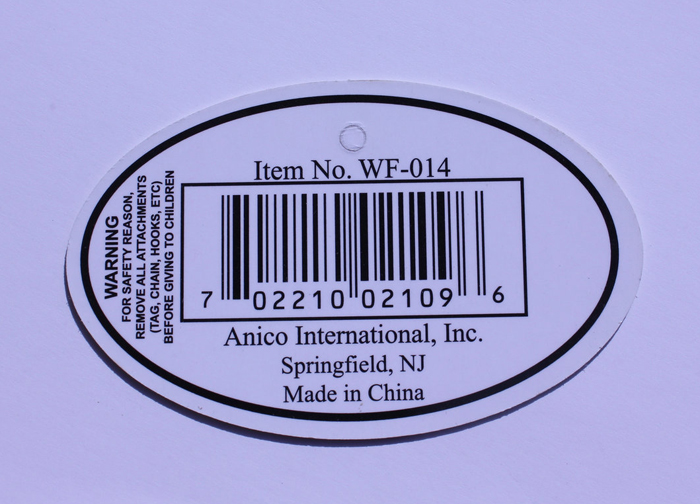 Item No. WF-014
7 02210 02109 6
Anico International, Inc.
Springfield, NJ
Made in China
WARNING
FOR SAFETY REASON,
REMOVE ALL ATTACHMENTS
(TAG, CHAIN, HOOKS, ETC)
BEFORE GIVING TO CHILDREN